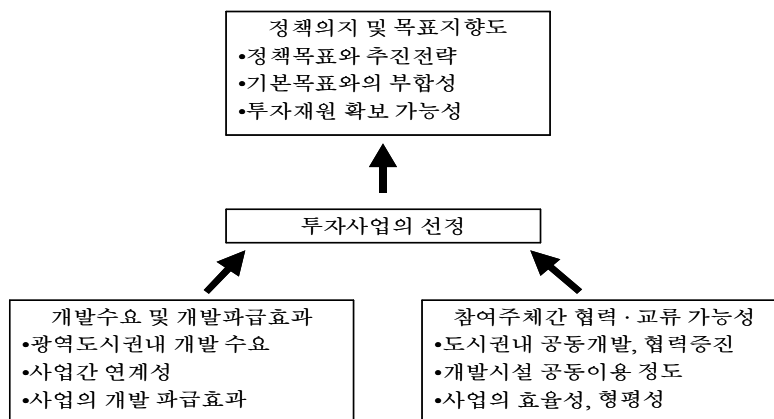 정책의지 및 목표지향도
•정책목표와 추진전략
•기본목표와의 부합성
•투자재원 확보 가능성
투자사업의 선정
개발수요 및 개발파급효과
•광역도시권내 개발 수요
•사업간 연계성
•사업의 개발 파급효과
참여주체간 협력 · 교류 가능성
•도시권내 공동개발, 협력증진
•개발시설 공동이용 정도
•사업의 효율성, 형평성